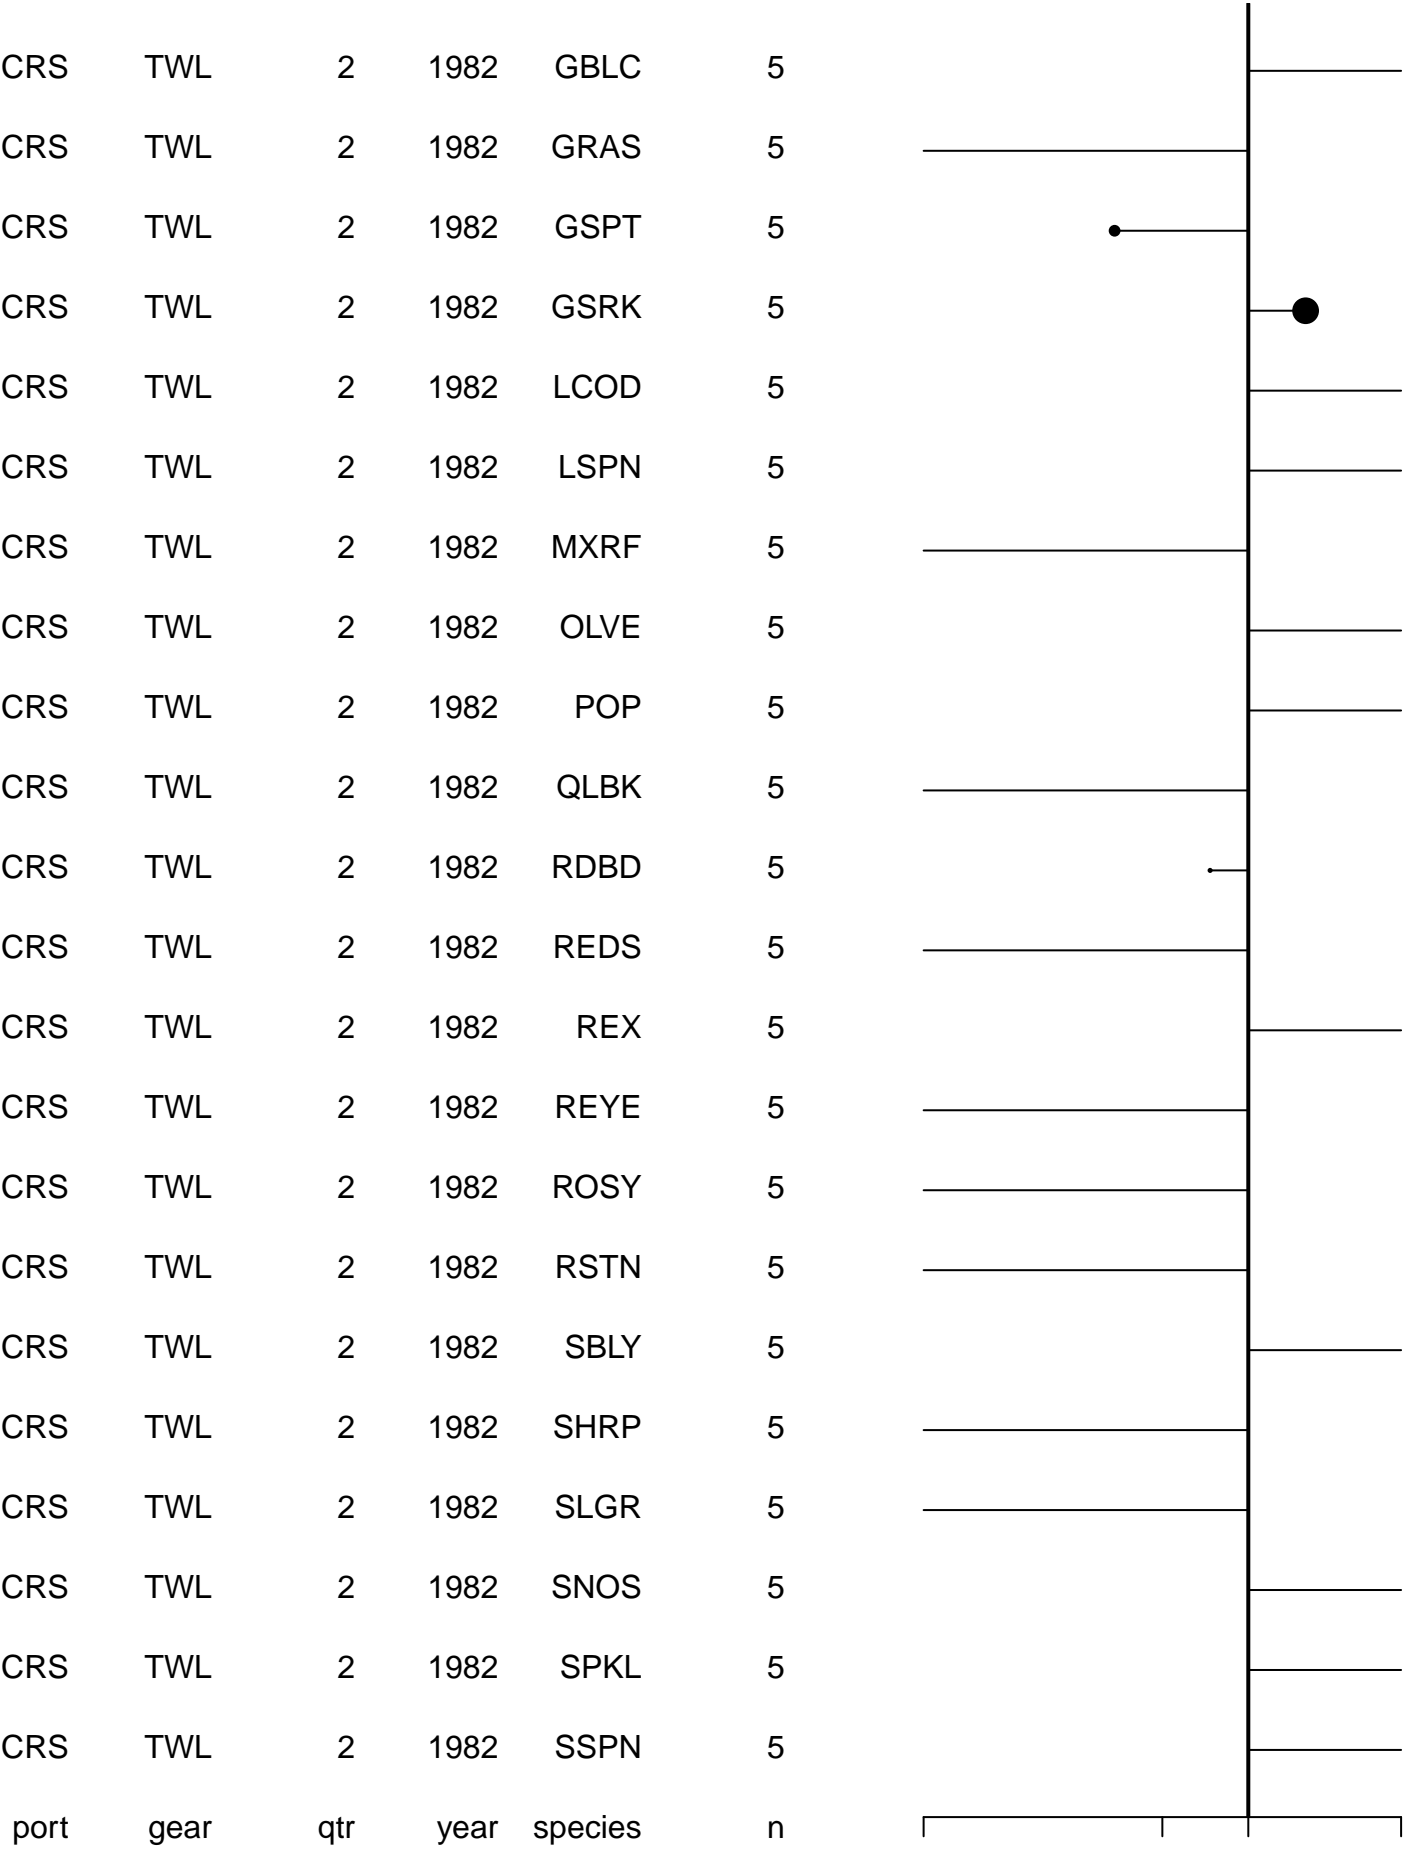 CRS TWL 2 1982 GBLC 5
CRS TWL 2 1982 GRAS 5
CRS TWL 2 1982 GSPT 5
CRS TWL 2 1982 GSRK 5
CRS TWL 2 1982 LCOD 5
CRS TWL 2 1982 LSPN 5
CRS TWL 2 1982 MXRF 5
CRS TWL 2 1982 OLVE 5
CRS TWL 2 1982 POP 5
CRS TWL 2 1982 QLBK 5
CRS TWL 2 1982 RDBD 5
CRS TWL 2 1982 REDS 5
CRS TWL 2 1982 REX 5
CRS TWL 2 1982 REYE 5
CRS TWL 2 1982 ROSY 5
CRS TWL 2 1982 RSTN 5
CRS TWL 2 1982 SBLY 5
CRS TWL 2 1982 SHRP 5
CRS TWL 2 1982 SLGR 5
CRS TWL 2 1982 SNOS 5
CRS TWL 2 1982 SPKL 5
CRS TWL 2 1982 SSPN 5
port gear qtr year species n